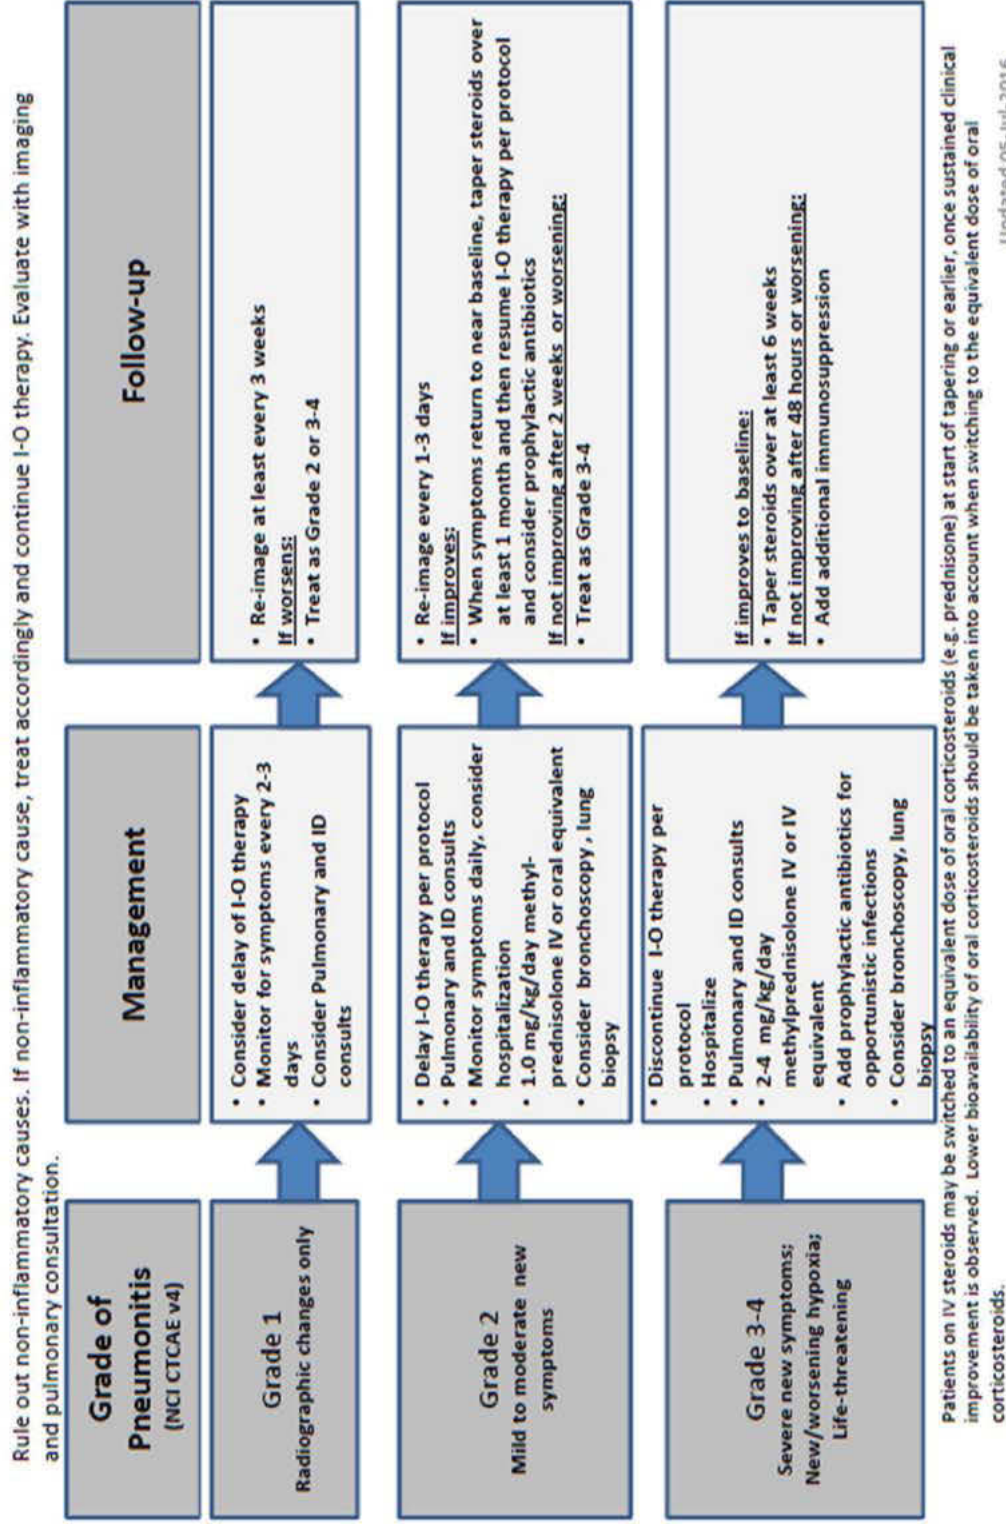 Rule out non-inflammatory causes. If non-inflammatory cause, treat accordingly and continue I-O therapy. Evaluate with imaging
and pulmonary consultation.
Grade of
Pneumonitis
(NCI CTCAE v4)
Management
Follow-up
Grade 1
Radiographic changes only
• Consider delay of I-O therapy
• Monitor for symptoms every 2-3
days
• Consider Pulmonary and ID
consults
• Re-image at least every 3 weeks
If worsens:
• Treat as Grade 2 or 3-4
Grade 2
Mild to moderate new
symptoms
• Delay I-O therapy per protocol
• Pulmonary and ID consults
• Monitor symptoms daily, consider
hospitalization
• 1.0 mg/kg/day methyl-
prednisolone IV or oral equivalent
• Consider bronchoscopy, lung
biopsy
• Re-image every 1-3 days
If improves:
• When symptoms return to near baseline, taper steroids over
at least 1 month and then resume I-O therapy per protocol
and consider prophylactic antibiotics
If not improving after 2 weeks or worsening:
• Treat as Grade 3-4
Grade 3-4
Severe new symptoms;
New/worsening hypoxia;
Life-threatening
• Discontinue I-O therapy per
protocol
• Hospitalize
• Pulmonary and ID consults
• 2-4 mg/kg/day
methylprednisolone IV or IV
equivalent
• Add prophylactic antibiotics for
opportunistic infections
• Consider bronchoscopy, lung
biopsy
If improves to baseline:
• Taper steroids over at least 6 weeks
If not improving after 48 hours or worsening:
• Add additional immunosuppression
Patients on IV steroids may be switched to an equivalent dose of oral corticosteroids (e.g. prednisone) at start of tapering or earlier, once sustained clinical
improvement is observed. Lower bioavailability of oral corticosteroids should be taken into account when switching to the equivalent dose of oral
corticosteroids.
Updated 05-Jul-2016